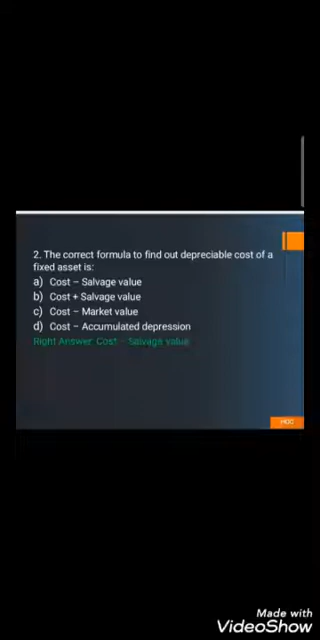 2. The correct formula to find out depreciable cost of a
fixed asset is:
a) Cost – Salvage value
b) Cost + Salvage value
c) Cost – Market value
d) Cost – Accumulated depression
Right Answer: Cost – Salvage value
HOC
Made with
VideoShow